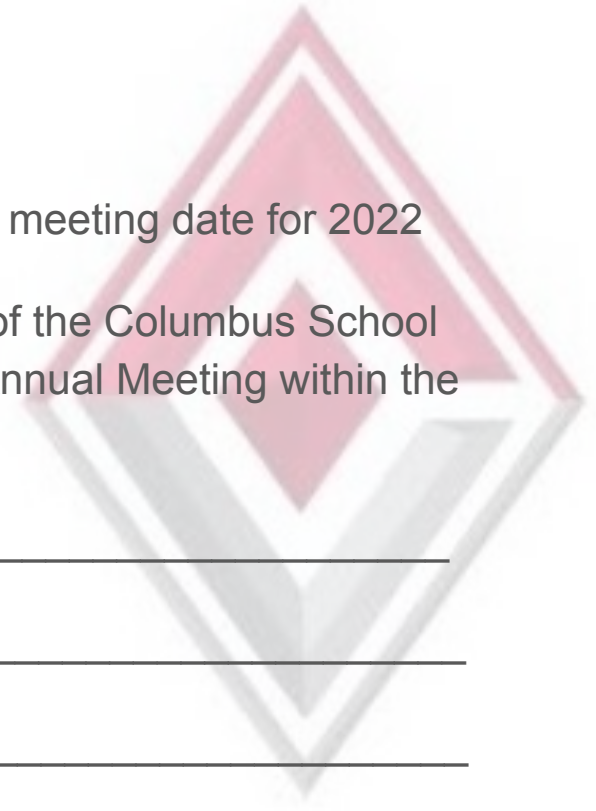 meeting date for 2022
of the Columbus School
nnual Meeting within the